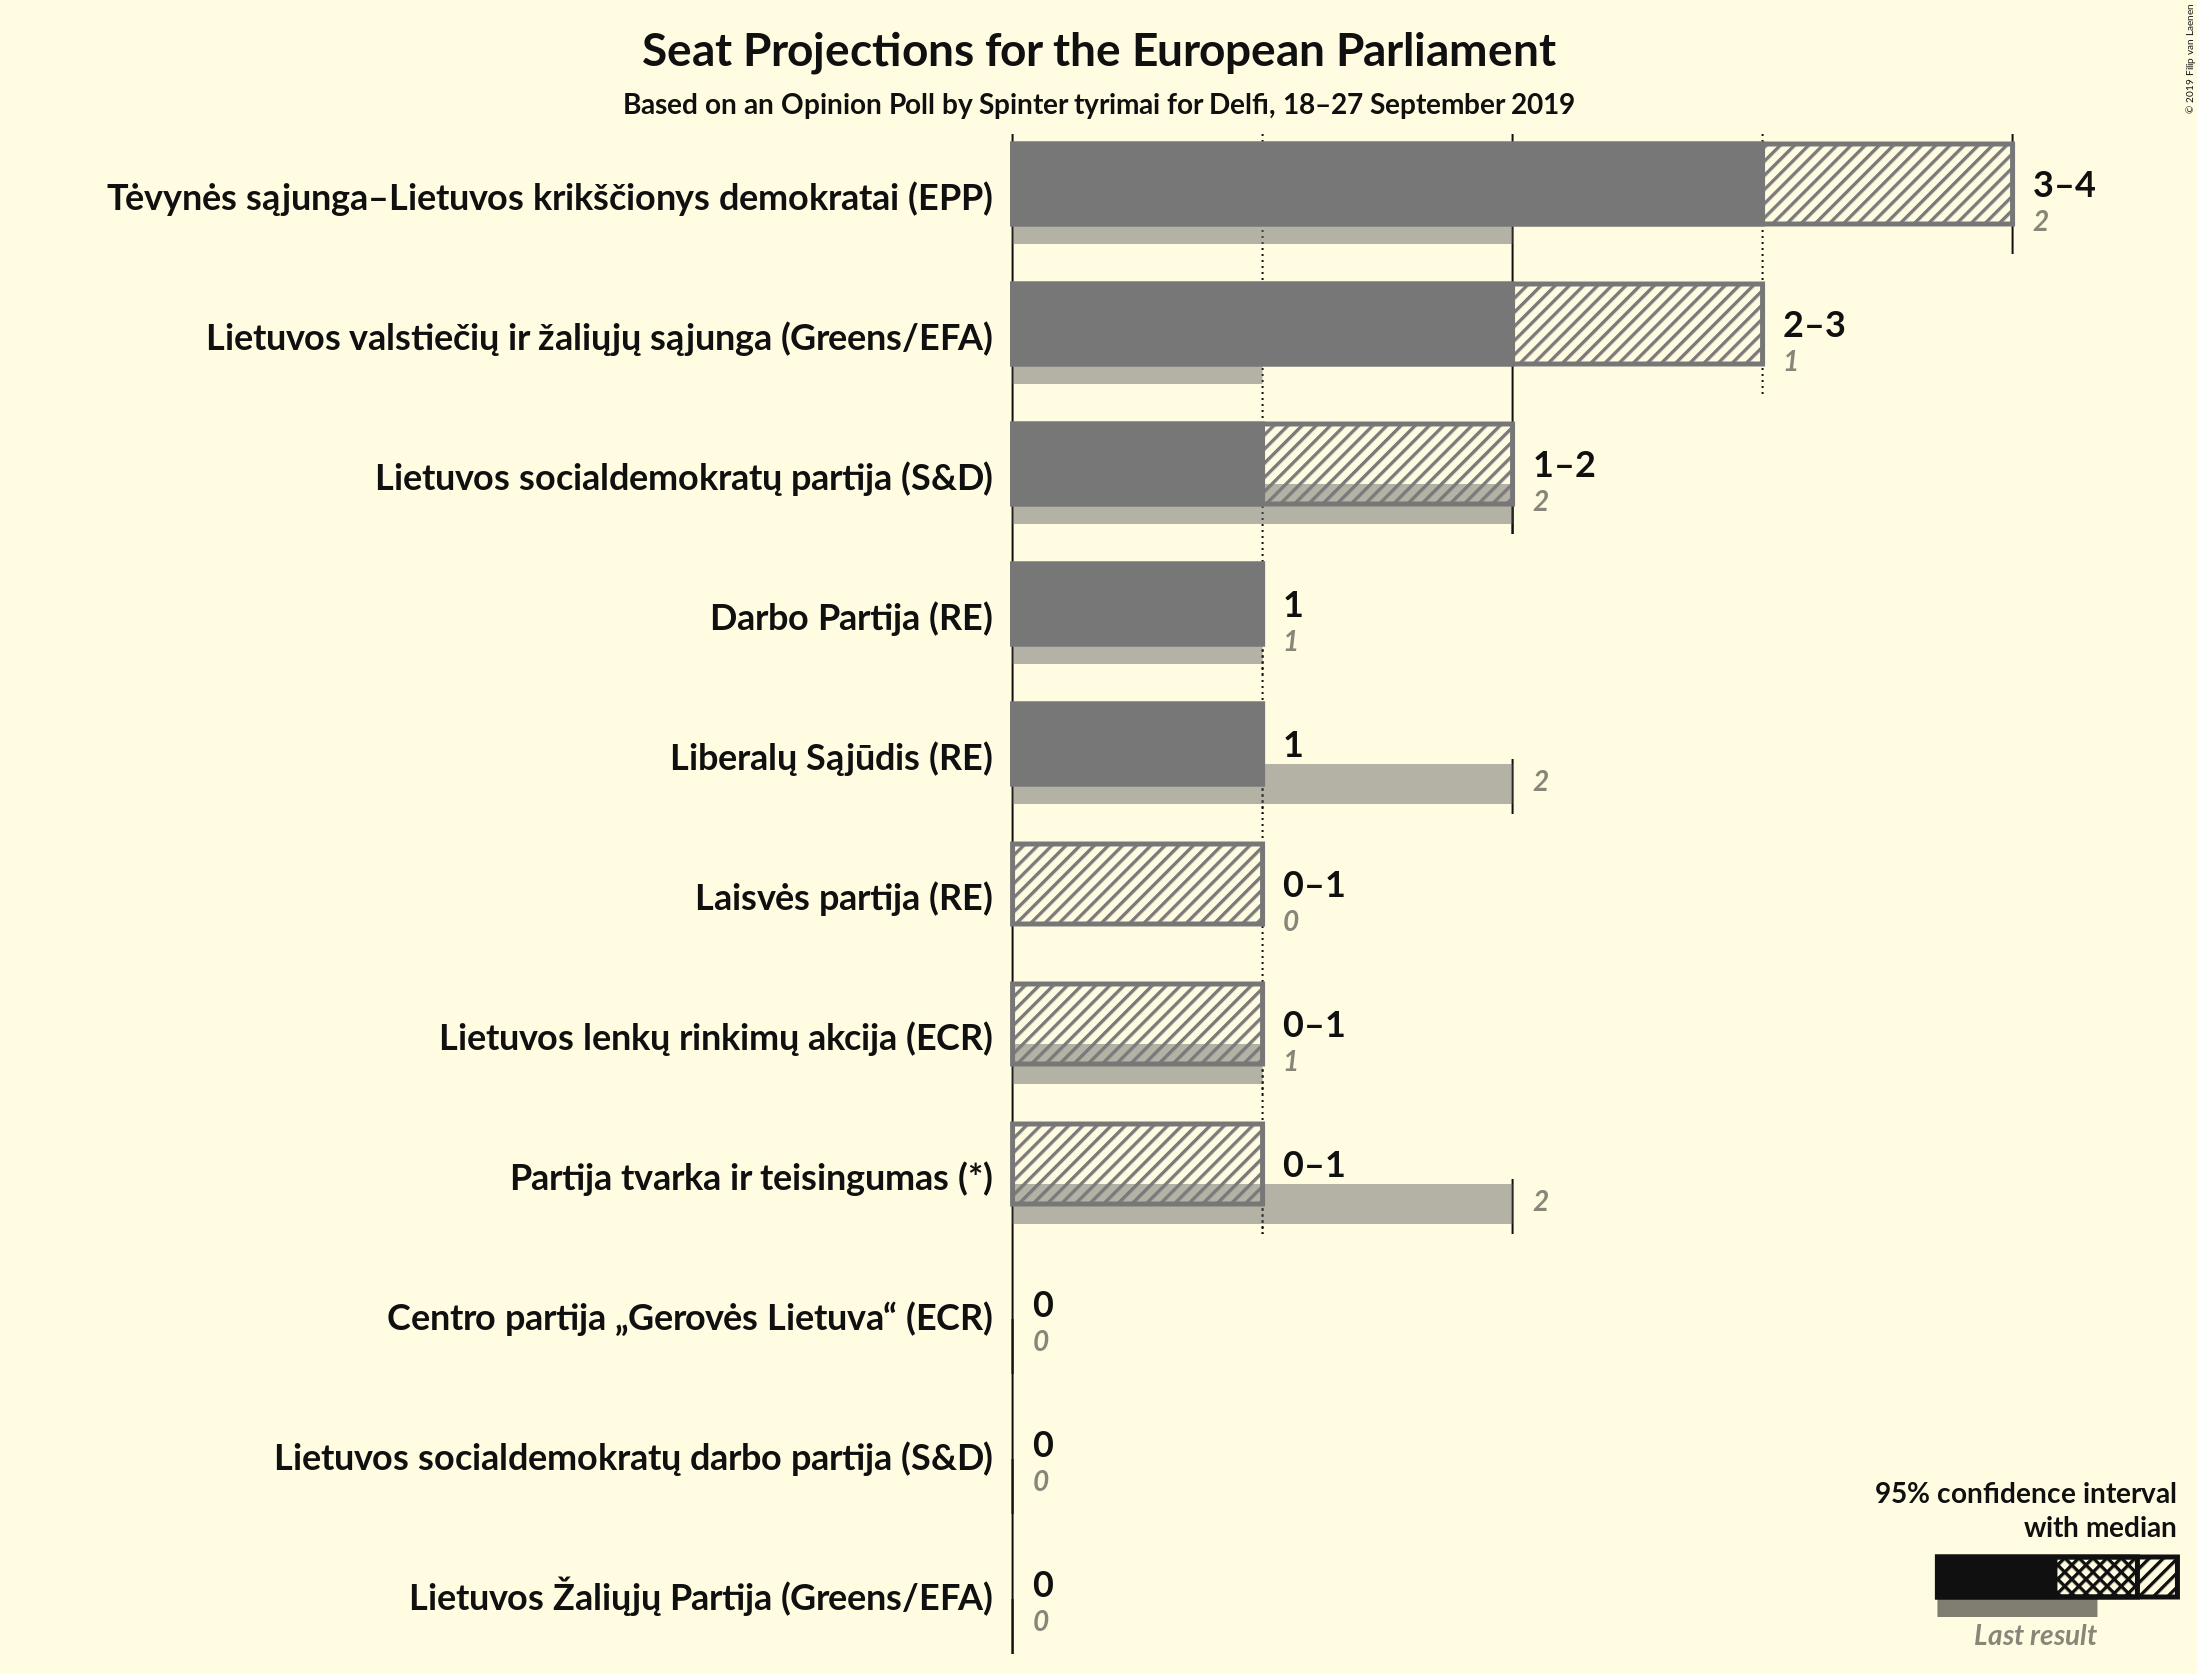 Seat Projections for the European Parliament
Based on an Opinion Poll by Spinter tyrimai for Delfi, 18–27 September 2019
© 2019 Filip van Laenen
Tėvynės sąjunga–Lietuvos krikščionys demokratai (EPP)
3–4
2
Lietuvos valstiečių ir žaliųjų sąjunga (Greens/EFA)
2–3
1
Lietuvos socialdemokratų partija (S&D)
1–2
2
Darbo Partija (RE)
1
1
Liberalų Sąjūdis (RE)
1
2
Laisvės partija (RE)
0–1
0
Lietuvos lenkų rinkimų akcija (ECR)
0–1
1
Partija tvarka ir teisingumas (*)
0–1
2
Centro partija „Gerovės Lietuva“ (ECR)
0
0
Lietuvos socialdemokratų darbo partija (S&D)
0
0
Lietuvos Žaliųjų Partija (Greens/EFA)
0
0
95% confidence interval
with median
Last result